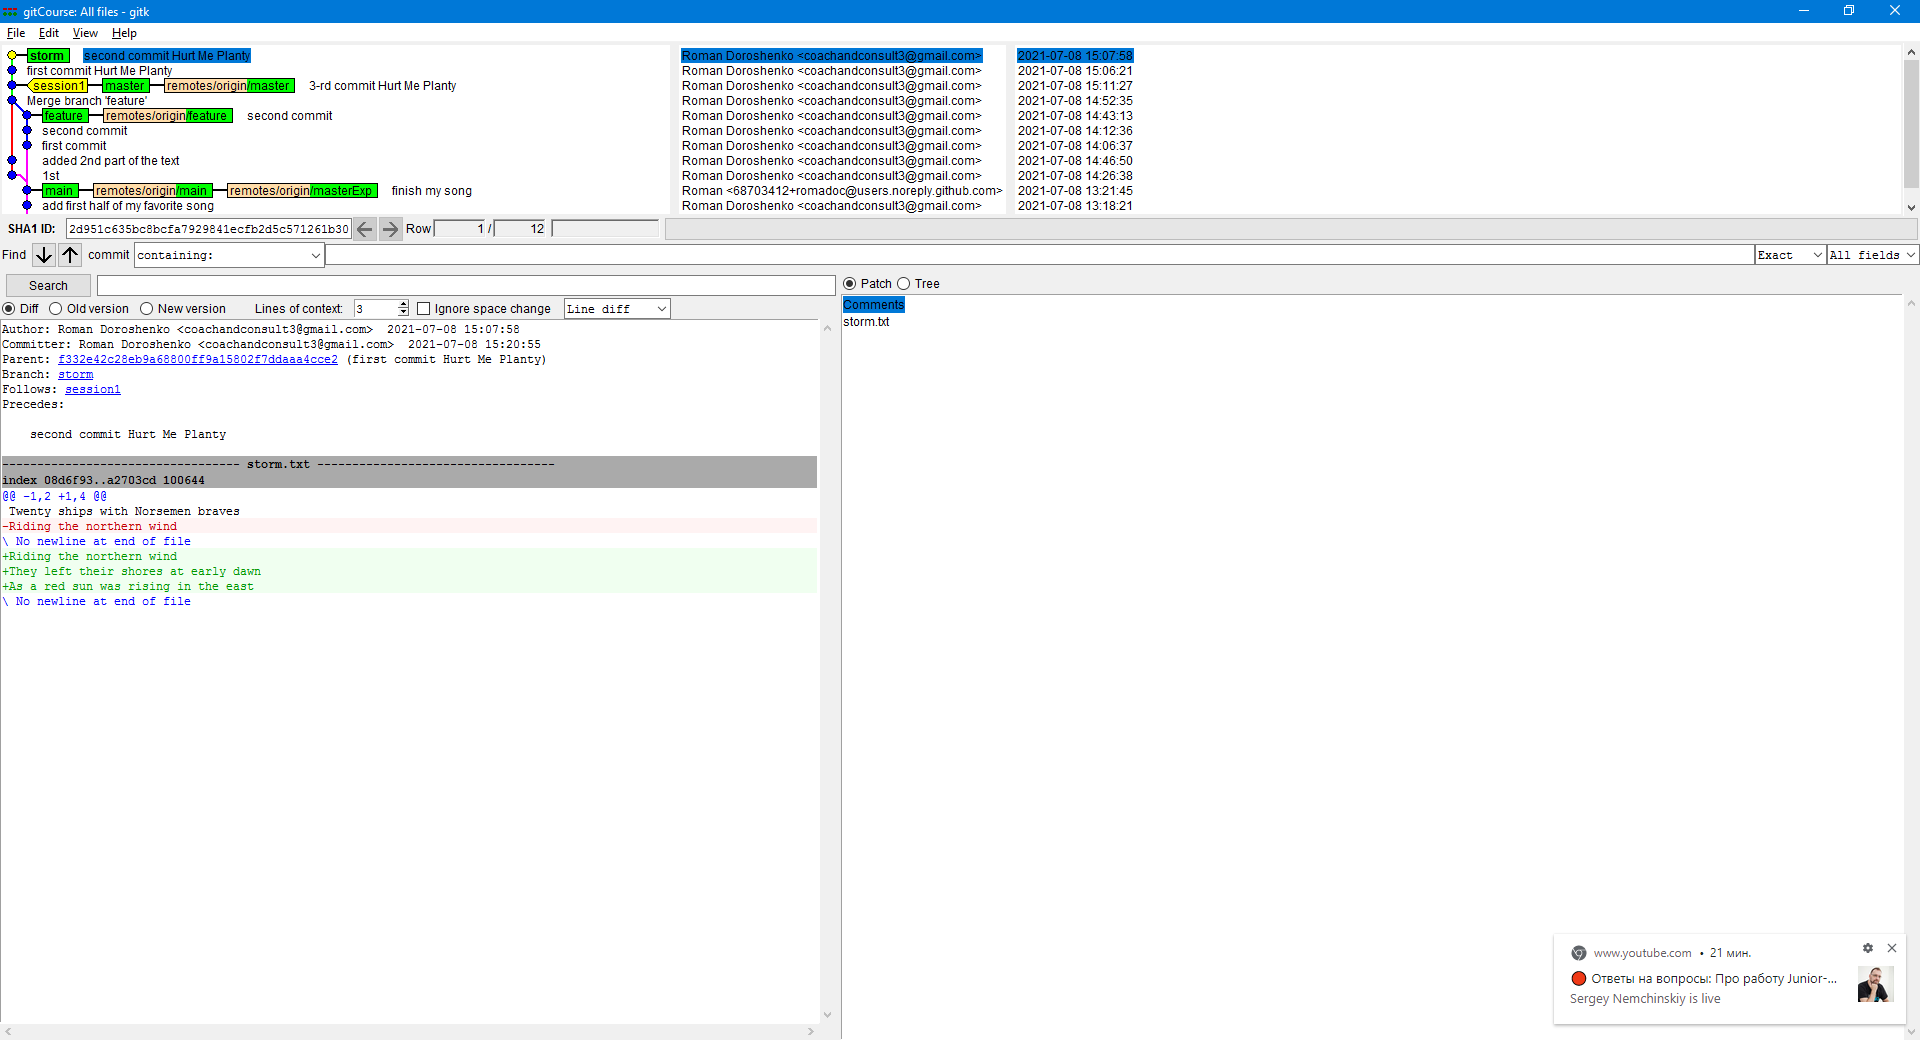 gitCourse: All files - gitk
File Edit View Help
storm second commit Hurt Me Planty Roman Doroshenko <coachandconsult3@gmail.com> 2021-07-08 15:07:58
first commit Hurt Me Planty Roman Doroshenko <coachandconsult3@gmail.com> 2021-07-08 15:06:21
session1 master remotes/origin/master 3-rd commit Hurt Me Planty Roman Doroshenko <coachandconsult3@gmail.com> 2021-07-08 15:11:27
Merge branch 'feature' Roman Doroshenko <coachandconsult3@gmail.com> 2021-07-08 14:52:35
feature remotes/origin/feature second commit Roman Doroshenko <coachandconsult3@gmail.com> 2021-07-08 14:43:13
second commit Roman Doroshenko <coachandconsult3@gmail.com> 2021-07-08 14:12:36
first commit Roman Doroshenko <coachandconsult3@gmail.com> 2021-07-08 14:06:37
added 2nd part of the text Roman Doroshenko <coachandconsult3@gmail.com> 2021-07-08 14:46:50
1st Roman Doroshenko <coachandconsult3@gmail.com> 2021-07-08 14:26:38
main remotes/origin/main remotes/origin/masterExp finish my song Roman <68703412+romadoc@users.noreply.github.com> 2021-07-08 13:21:45
add first half of my favorite song Roman Doroshenko <coachandconsult3@gmail.com> 2021-07-08 13:18:21
SHA1 ID: 2d951c635bc8bcfa7929841ecfb2d5c571261b30 Row 1 / 12
Find commit containing: Exact All fields
Search
Patch Tree
Diff Old version New version Lines of context: 3 Ignore space change Line diff
Comments
storm.txt
Author: Roman Doroshenko <coachandconsult3@gmail.com>  2021-07-08 15:07:58
Committer: Roman Doroshenko <coachandconsult3@gmail.com>  2021-07-08 15:20:55
Parent: f332e42c28eb9a68800ff9a15802f7ddaaa4cce2 (first commit Hurt Me Planty)
Branch: storm
Follows: session1
Precedes:
second commit Hurt Me Planty
---------------------------------- storm.txt ----------------------------------
index 08d6f93..a2703cd 100644
@@ -1,2 +1,4 @@
Twenty ships with Norsemen braves
-Riding the northern wind
\ No newline at end of file
+Riding the northern wind
+They left their shores at early dawn
+As a red sun was rising in the east
\ No newline at end of file
www.youtube.com • 21 мин.
Ответы на вопросы: Про работу Junior-...
Sergey Nemchinskiy is live